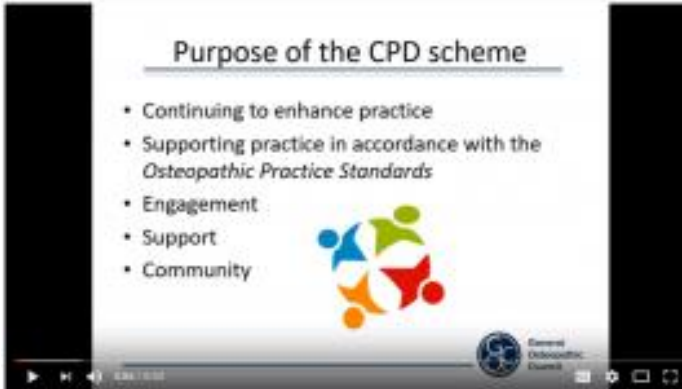 Purpose of the CPD scheme
• Continuing to enhance practice
• Supporting practice in accordance with the
Osteopathic Practice Standards
• Engagement
• Support
• Community
General
Osteopathic
Council